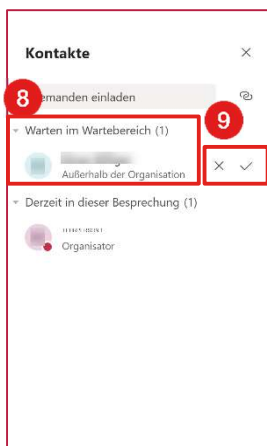 Kontakte
8
emanden einladen
9
Warten im Wartebereich (1)
Außerhalb der Organisation
Derzeit in dieser Besprechung (1)
Organisator